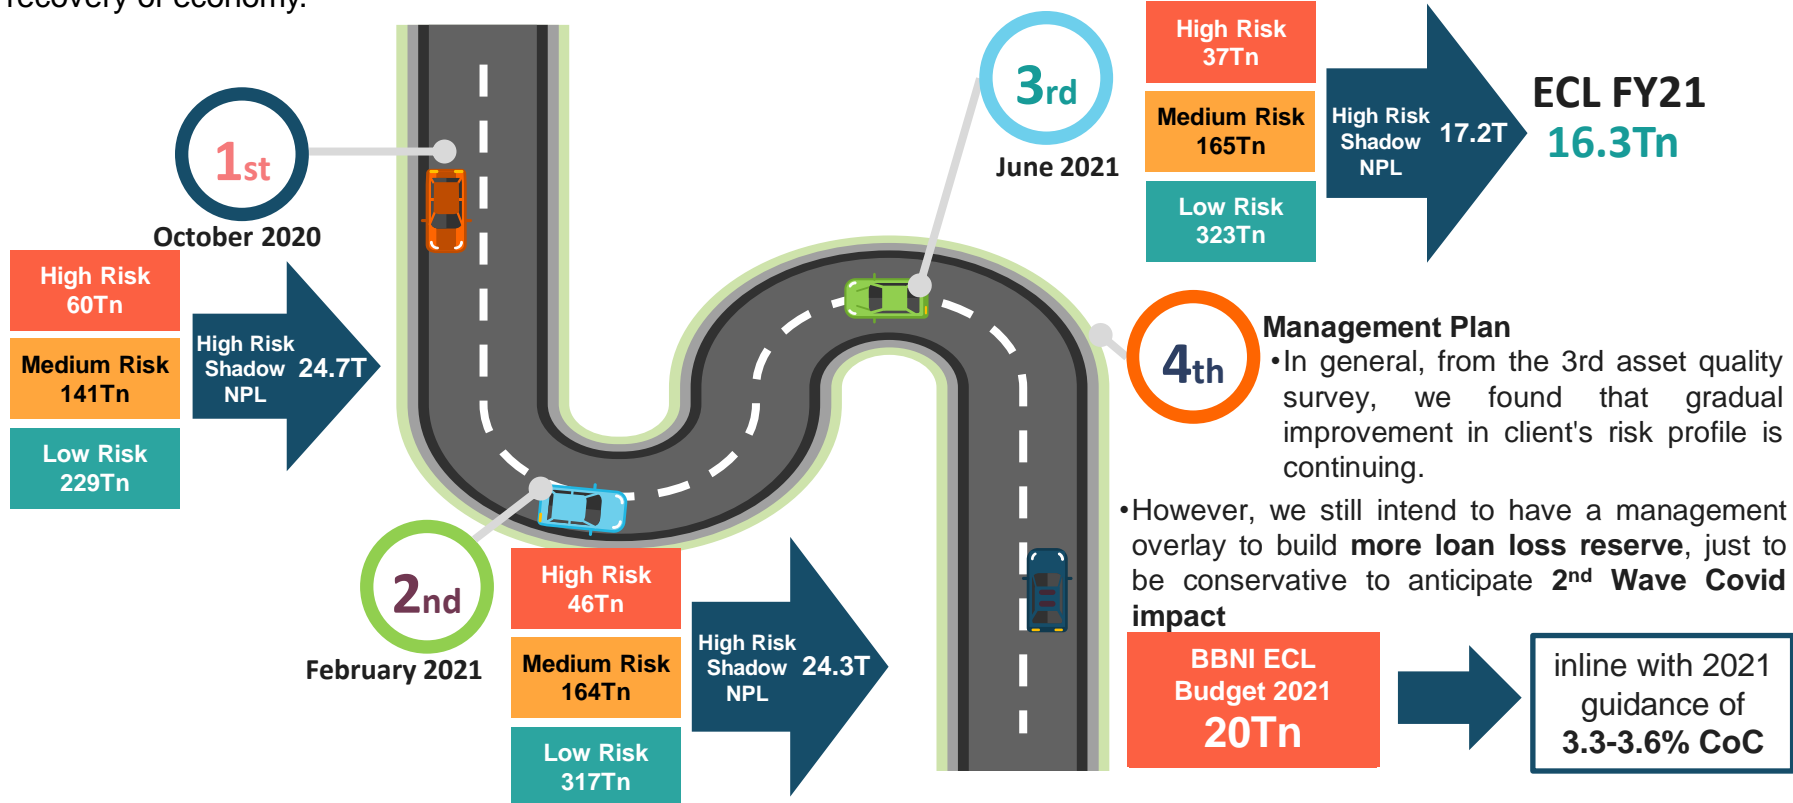 recovery of economy.
1st
October 2020
High Risk
60Tn
Medium Risk
141Tn
Low Risk
229Tn
High Risk
Shadow
NPL
24.7T
2nd
February 2021
High Risk
46Tn
Medium Risk
164Tn
Low Risk
317Tn
High Risk
Shadow
NPL
24.3T
3rd
June 2021
High Risk
37Tn
Medium Risk
165Tn
Low Risk
323Tn
High Risk
Shadow
NPL
17.2T
ECL FY21
16.3Tn
4th
Management Plan
•In general, from the 3rd asset quality
survey, we found that gradual
improvement in client's risk profile is
continuing.
•However, we still intend to have a management
overlay to build more loan loss reserve, just to
be conservative to anticipate 2nd Wave Covid
impact
BBNI ECL
Budget 2021
20Tn
inline with 2021
guidance of
3.3-3.6% CoC